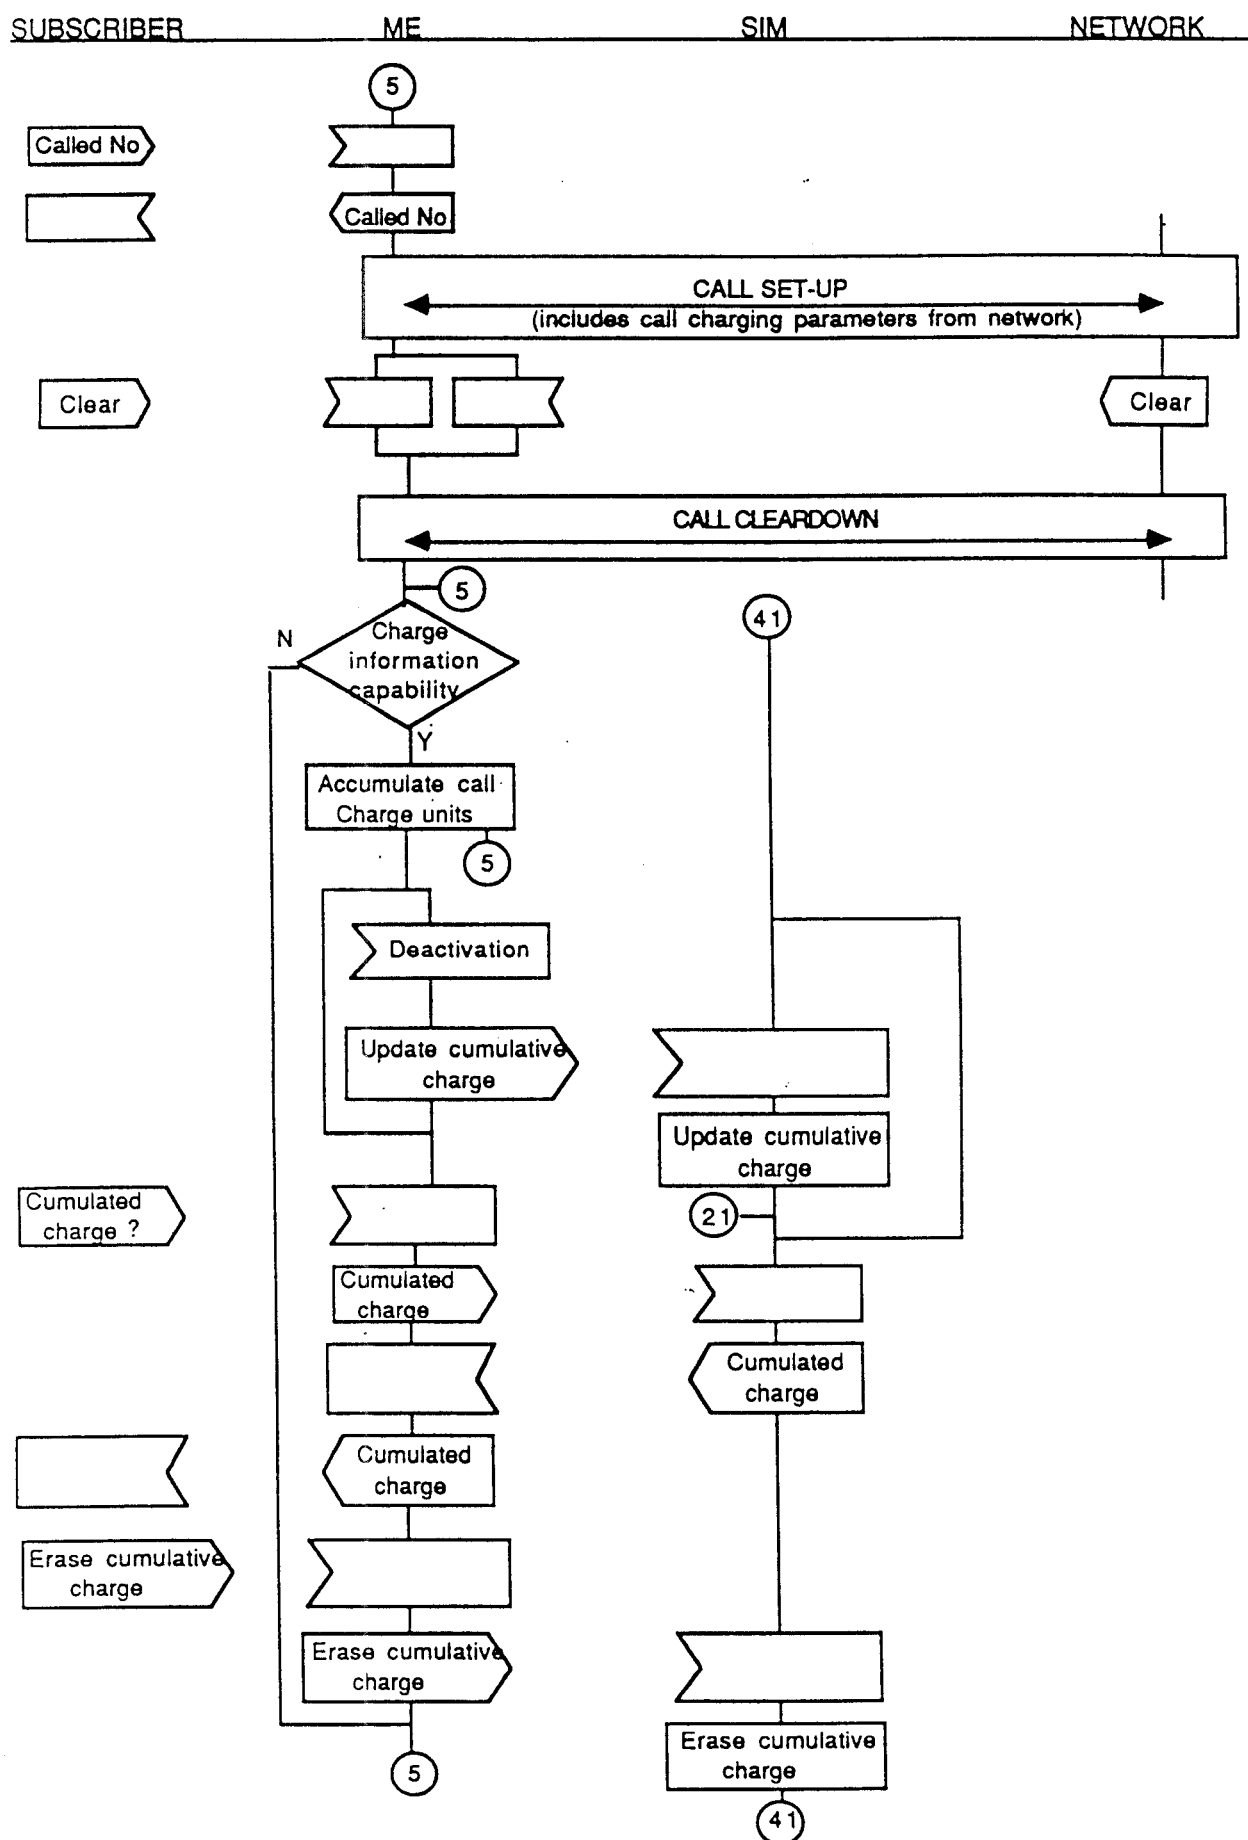 SUBSCRIBER ME SIM NETWORK
5
Called No
Called No
CALL SET-UP
(includes call charging parameters from network)
Clear
Clear
CALL CLEARDOWN
5
41
N
Charge
information
capability
Y
Accumulate call
Charge units
5
Deactivation
Update cumulative
charge
Update cumulative
charge
Cumulated
charge ?
21
Cumulated
charge
Cumulated
charge
Cumulated
charge
Erase cumulative
charge
Erase cumulative
charge
Erase cumulative
charge
5
41